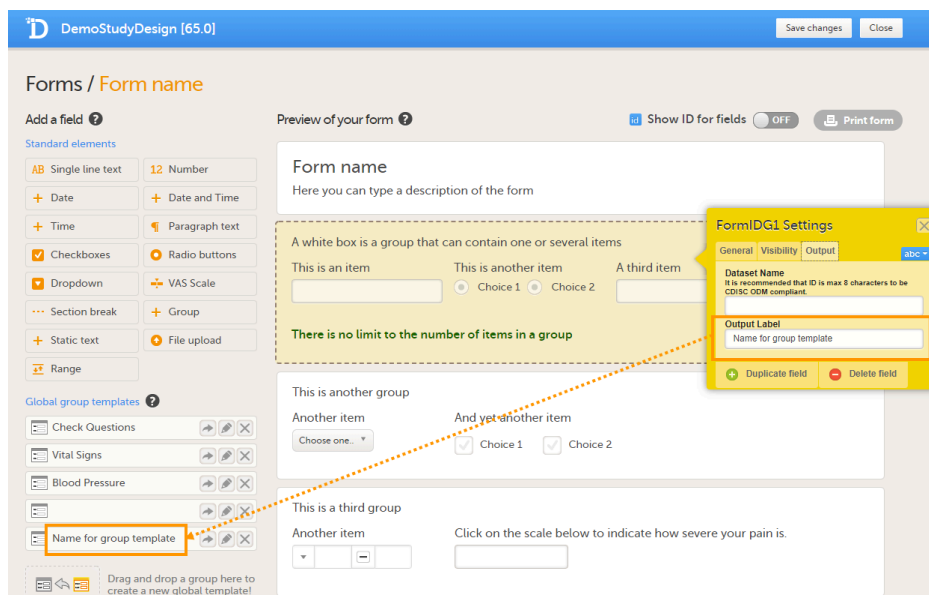 DemoStudyDesign [65.0]
Save changes
Close
Forms / Form name
Add a field ?
Preview of your form ?
id Show ID for fields OFF
Print form
Standard elements
AB Single line text
12 Number
Date
Date and Time
Time
Paragraph text
Checkboxes
Radio buttons
Dropdown
VAS Scale
Section break
Group
Static text
File upload
Range
Global group templates ?
Check Questions
Vital Signs
Blood Pressure
Name for group template
Drag and drop a group here to
create a new global template!
Form name
Here you can type a description of the form
A white box is a group that can contain one or several items
This is an item
This is another item
A third item
Choice 1
Choice 2
There is no limit to the number of items in a group
This is another group
Another item
And yet another item
Choose one..
Choice 1
Choice 2
This is a third group
Another item
Click on the scale below to indicate how severe your pain is.
FormIDG1 Settings
General Visibility Output
abc
Dataset Name
It is recommended that ID is max 8 characters to be
CDISC ODM compliant.
Output Label
Name for group template
Duplicate field
Delete field